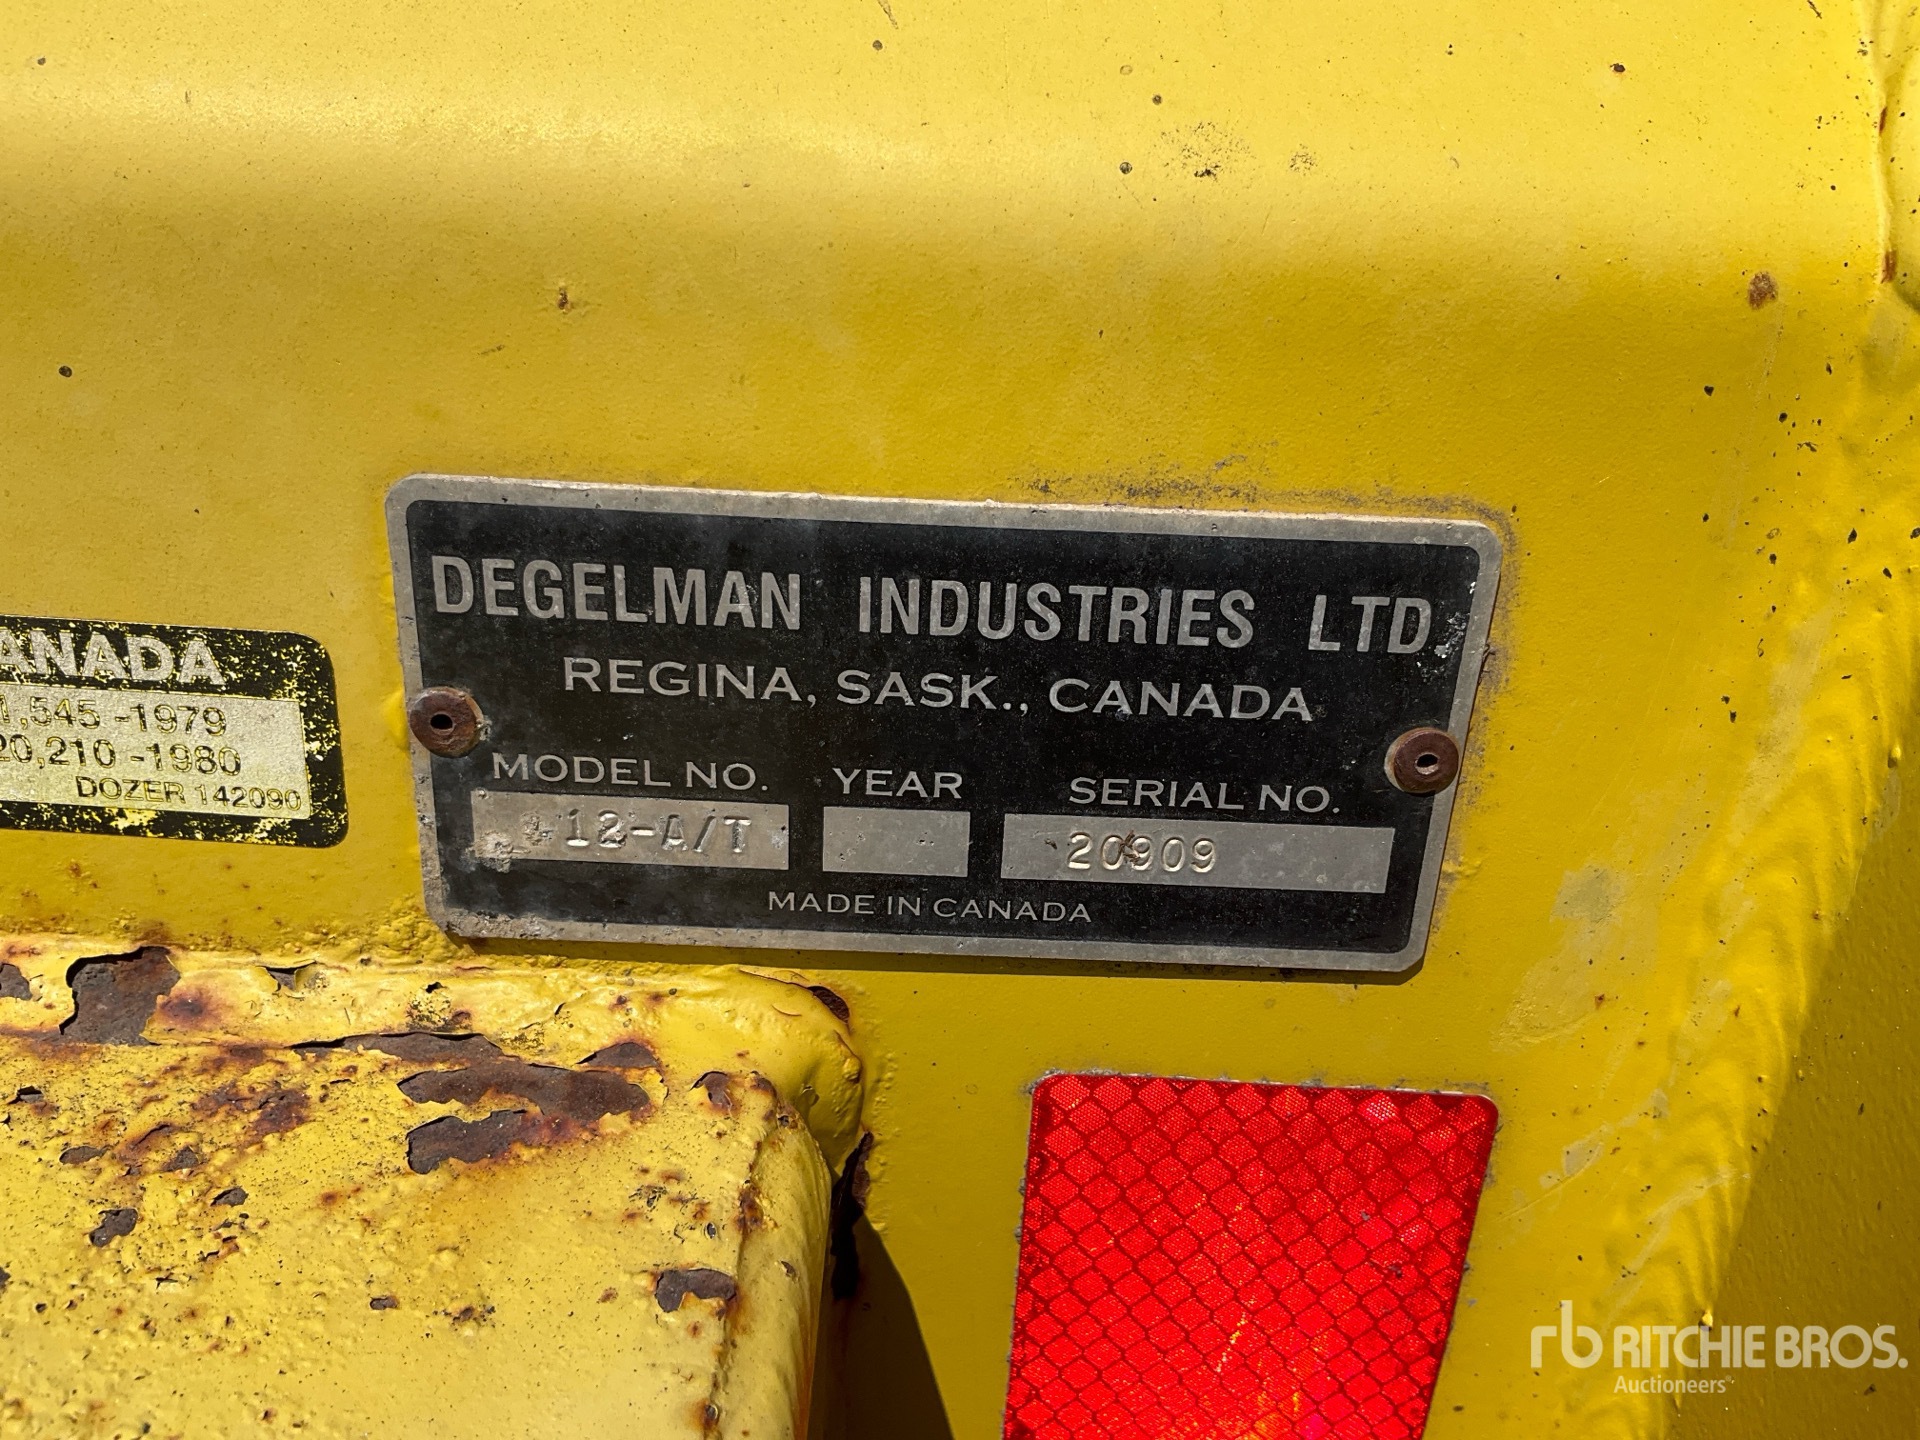 DEGELMAN INDUSTRIES LTD.
REGINA, SASK., CANADA
MODEL NO. YEAR SERIAL NO.
12-A/T 20909
MADE IN CANADA
ANADA
1,545-1979
20,210-1980
DOZER 142090
rb RITCHIE BROS.
Auctioneers